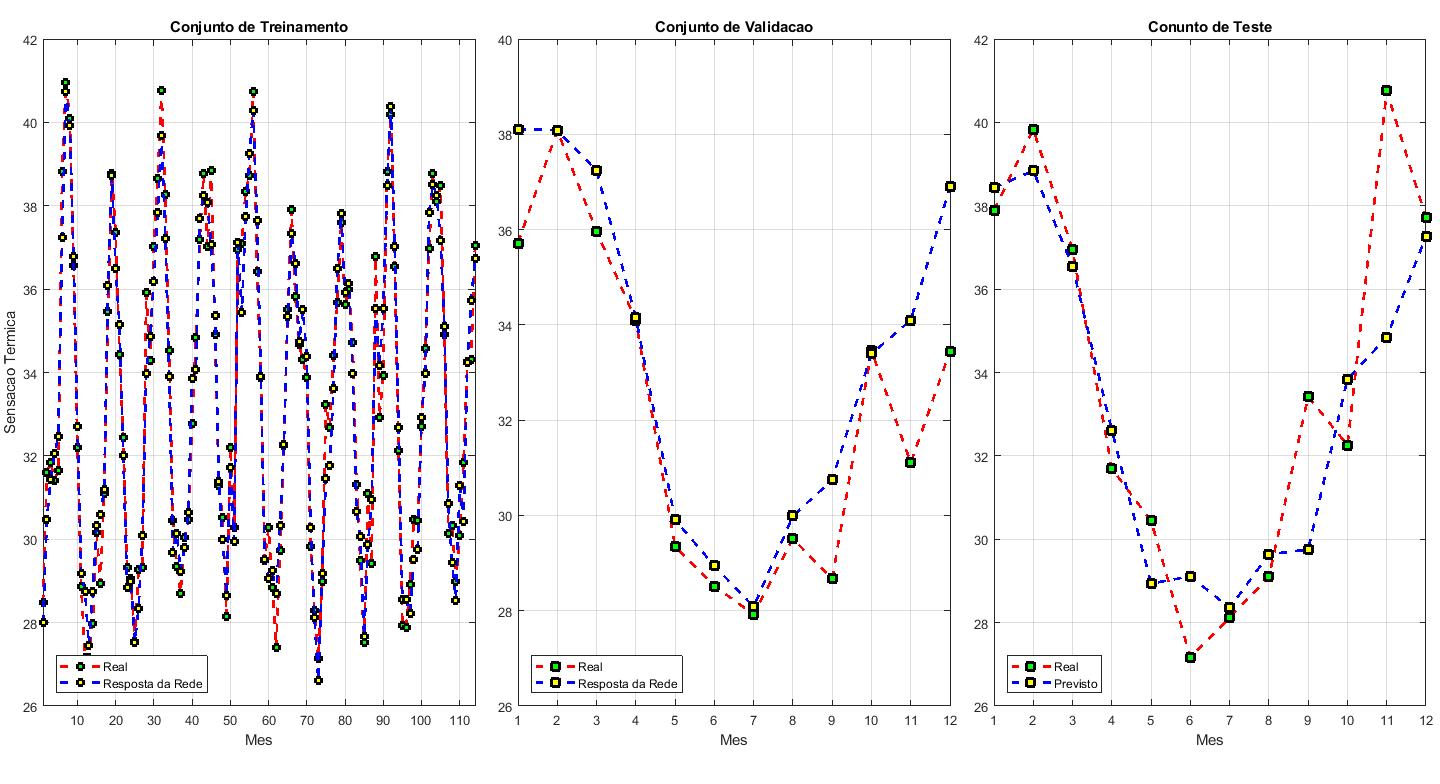 Conjunto de Treinamento
42
40
38
36
34
32
30
28
26
Sensacao Termica
10 20 30 40 50 60 70 80 90 100 110
Mes
Real
Resposta da Rede
Conjunto de Validacao
40
38
36
34
32
30
28
26
1 2 3 4 5 6 7 8 9 10 11 12
Mes
Real
Resposta da Rede
Conunto de Teste
42
40
38
36
34
32
30
28
26
1 2 3 4 5 6 7 8 9 10 11 12
Mes
Real
Previsto